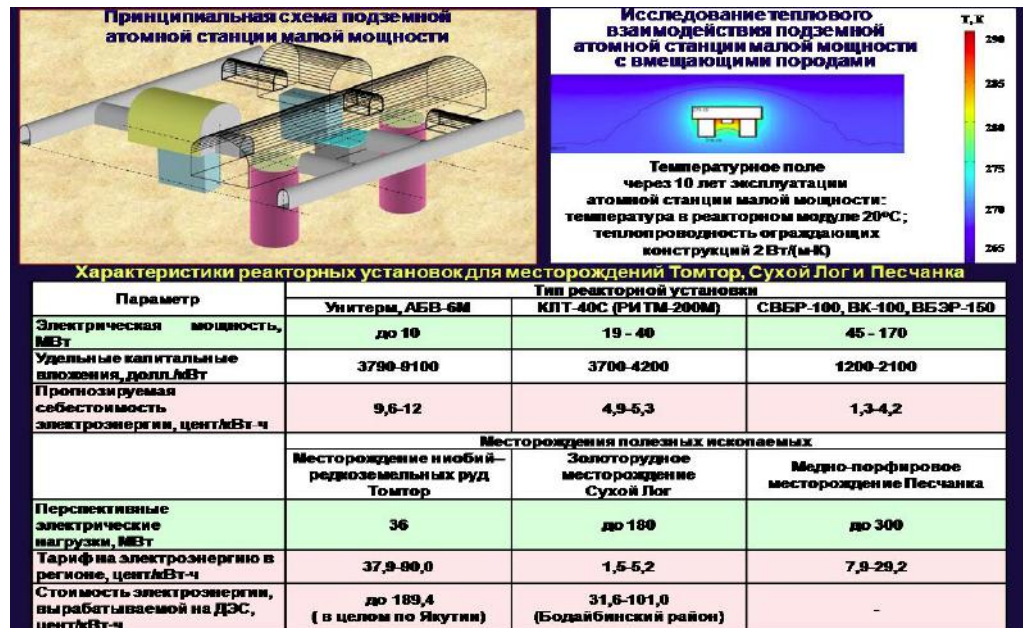 Принципиальная схема подземной
атомной станции малой мощности
Исследование теплового
взаимодействия подземной
атомной станции малой мощности
с вмещающими породами
T, K
290
285
280
275
270
265
Температурное поле
через 10 лет эксплуатации
атомной станции малой мощности:
температура в реакторном модуле 20°С;
теплопроводность ограждающих
конструкций 2 Вт/(м·К)
Характеристики реакторных установок для месторождений Томтор, Сухой Лог и Песчанка
Параметр
Тип реакторной установки
Унитерм, АБВ-6М
КЛТ-40С (РИТМ-200М)
СВБР-100, ВК-100, ВБЭР-150
Электрическая мощность,
МВт
до 10
19 - 40
45 - 170
Удельные капитальные
вложения, долл./кВт
3790-9100
3700-4200
1200-2100
Прогнозируемая
себестоимость
электроэнергии, цент/кВт-ч
9,6-12
4,9-5,3
1,3-4,2
Месторождения полезных ископаемых
Месторождение ниобий–
редкоземельных руд
Томтор
Золоторудное
месторождение
Сухой Лог
Медно-порфировое
месторождение Песчанка
Перспективные
электрические
нагрузки, МВт
36
до 180
до 300
Тариф на электроэнергию в
регионе, цент/кВт-ч
37,9-90,0
1,5-5,2
7,9-29,2
Стоимость электроэнергии,
вырабатываемой на ДЭС,
цент/кВт-ч
до 189,4
( в целом по Якутии)
31,6-101,0
(Бодайбинский район)
-